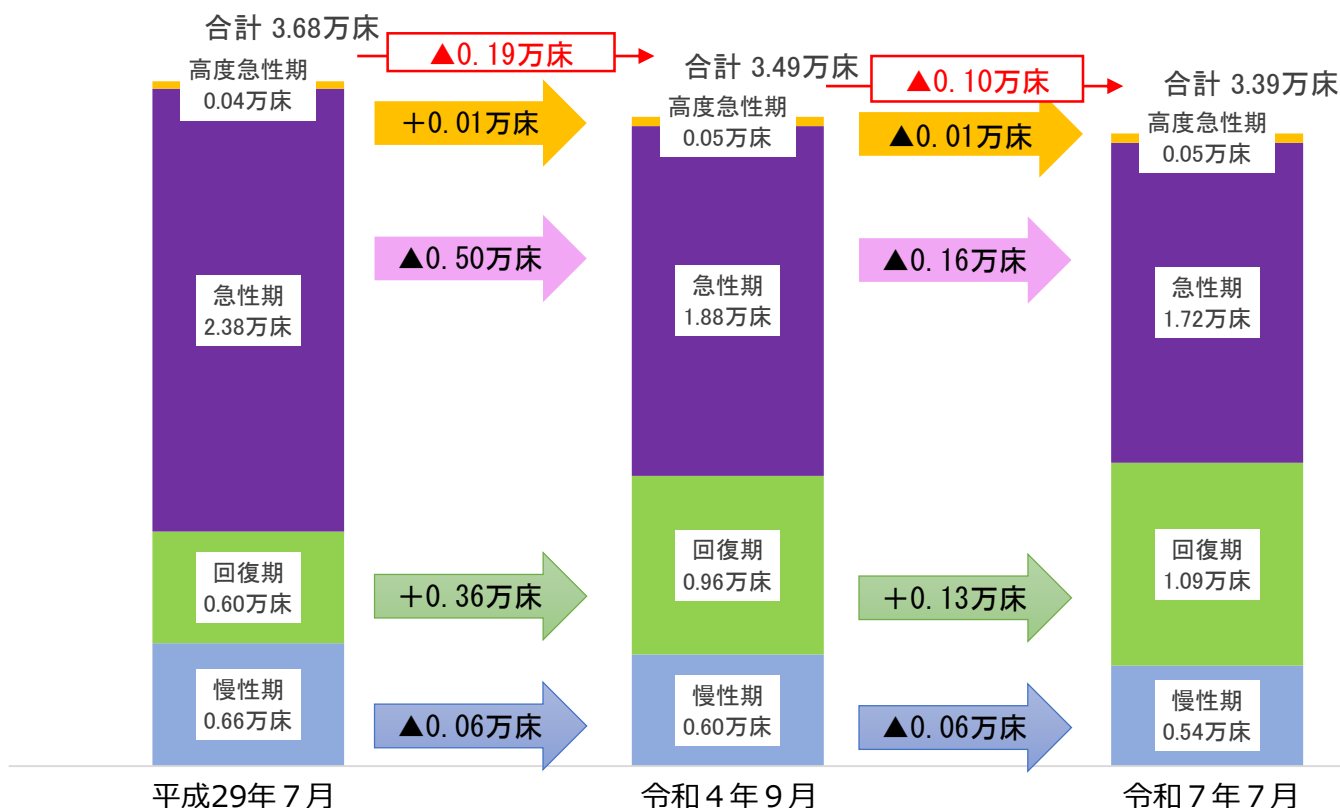 合計 3.68万床
▲0.19万床
合計 3.49万床
▲0.10万床
合計 3.39万床
高度急性期
0.04万床
+0.01万床
高度急性期
0.05万床
▲0.01万床
高度急性期
0.05万床
急性期
2.38万床
▲0.50万床
急性期
1.88万床
▲0.16万床
急性期
1.72万床
回復期
0.60万床
+0.36万床
回復期
0.96万床
+0.13万床
回復期
1.09万床
慢性期
0.66万床
▲0.06万床
慢性期
0.60万床
▲0.06万床
慢性期
0.54万床
平成29年7月
令和4年9月
令和7年7月